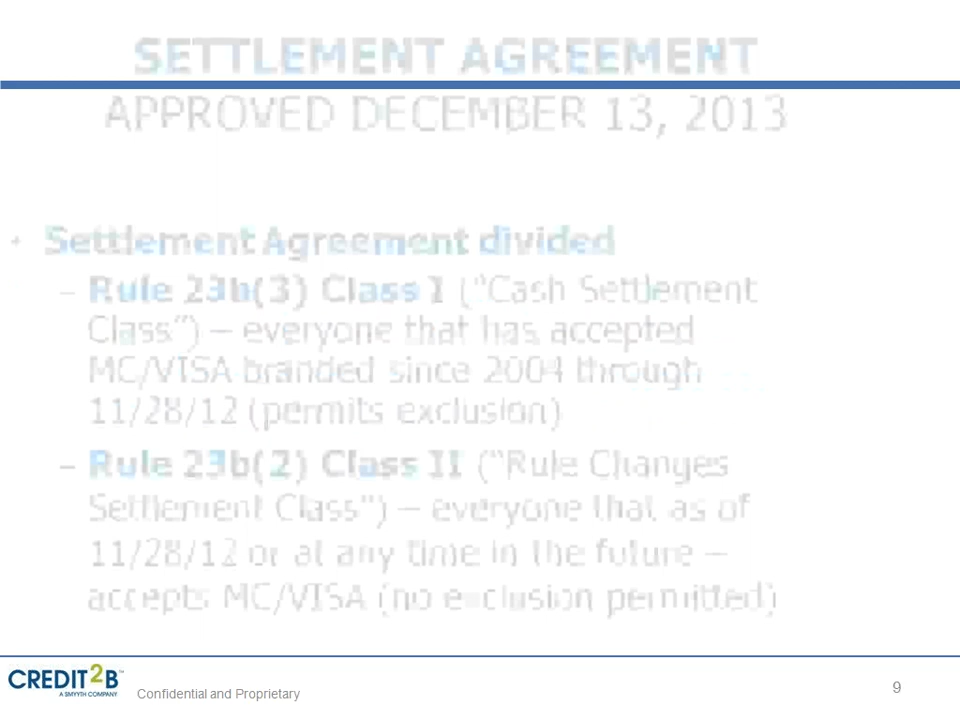 SETTLEMENT AGREEMENT
APPROVED DECEMBER 13, 2013
• Settlement Agreement divided
– Rule 23b(3) Class I ("Cash Settlement
Class") – everyone that has accepted
MC/VISA branded since 2004 through
11/28/12 (permits exclusion)
– Rule 23b(2) Class II ("Rule Changes
Settlement Class") – everyone that as of
11/28/12 or at any time in the future –
accepts MC/VISA (no exclusion permitted)
CREDIT2B™
A SMYYTH COMPANY
Confidential and Proprietary
9